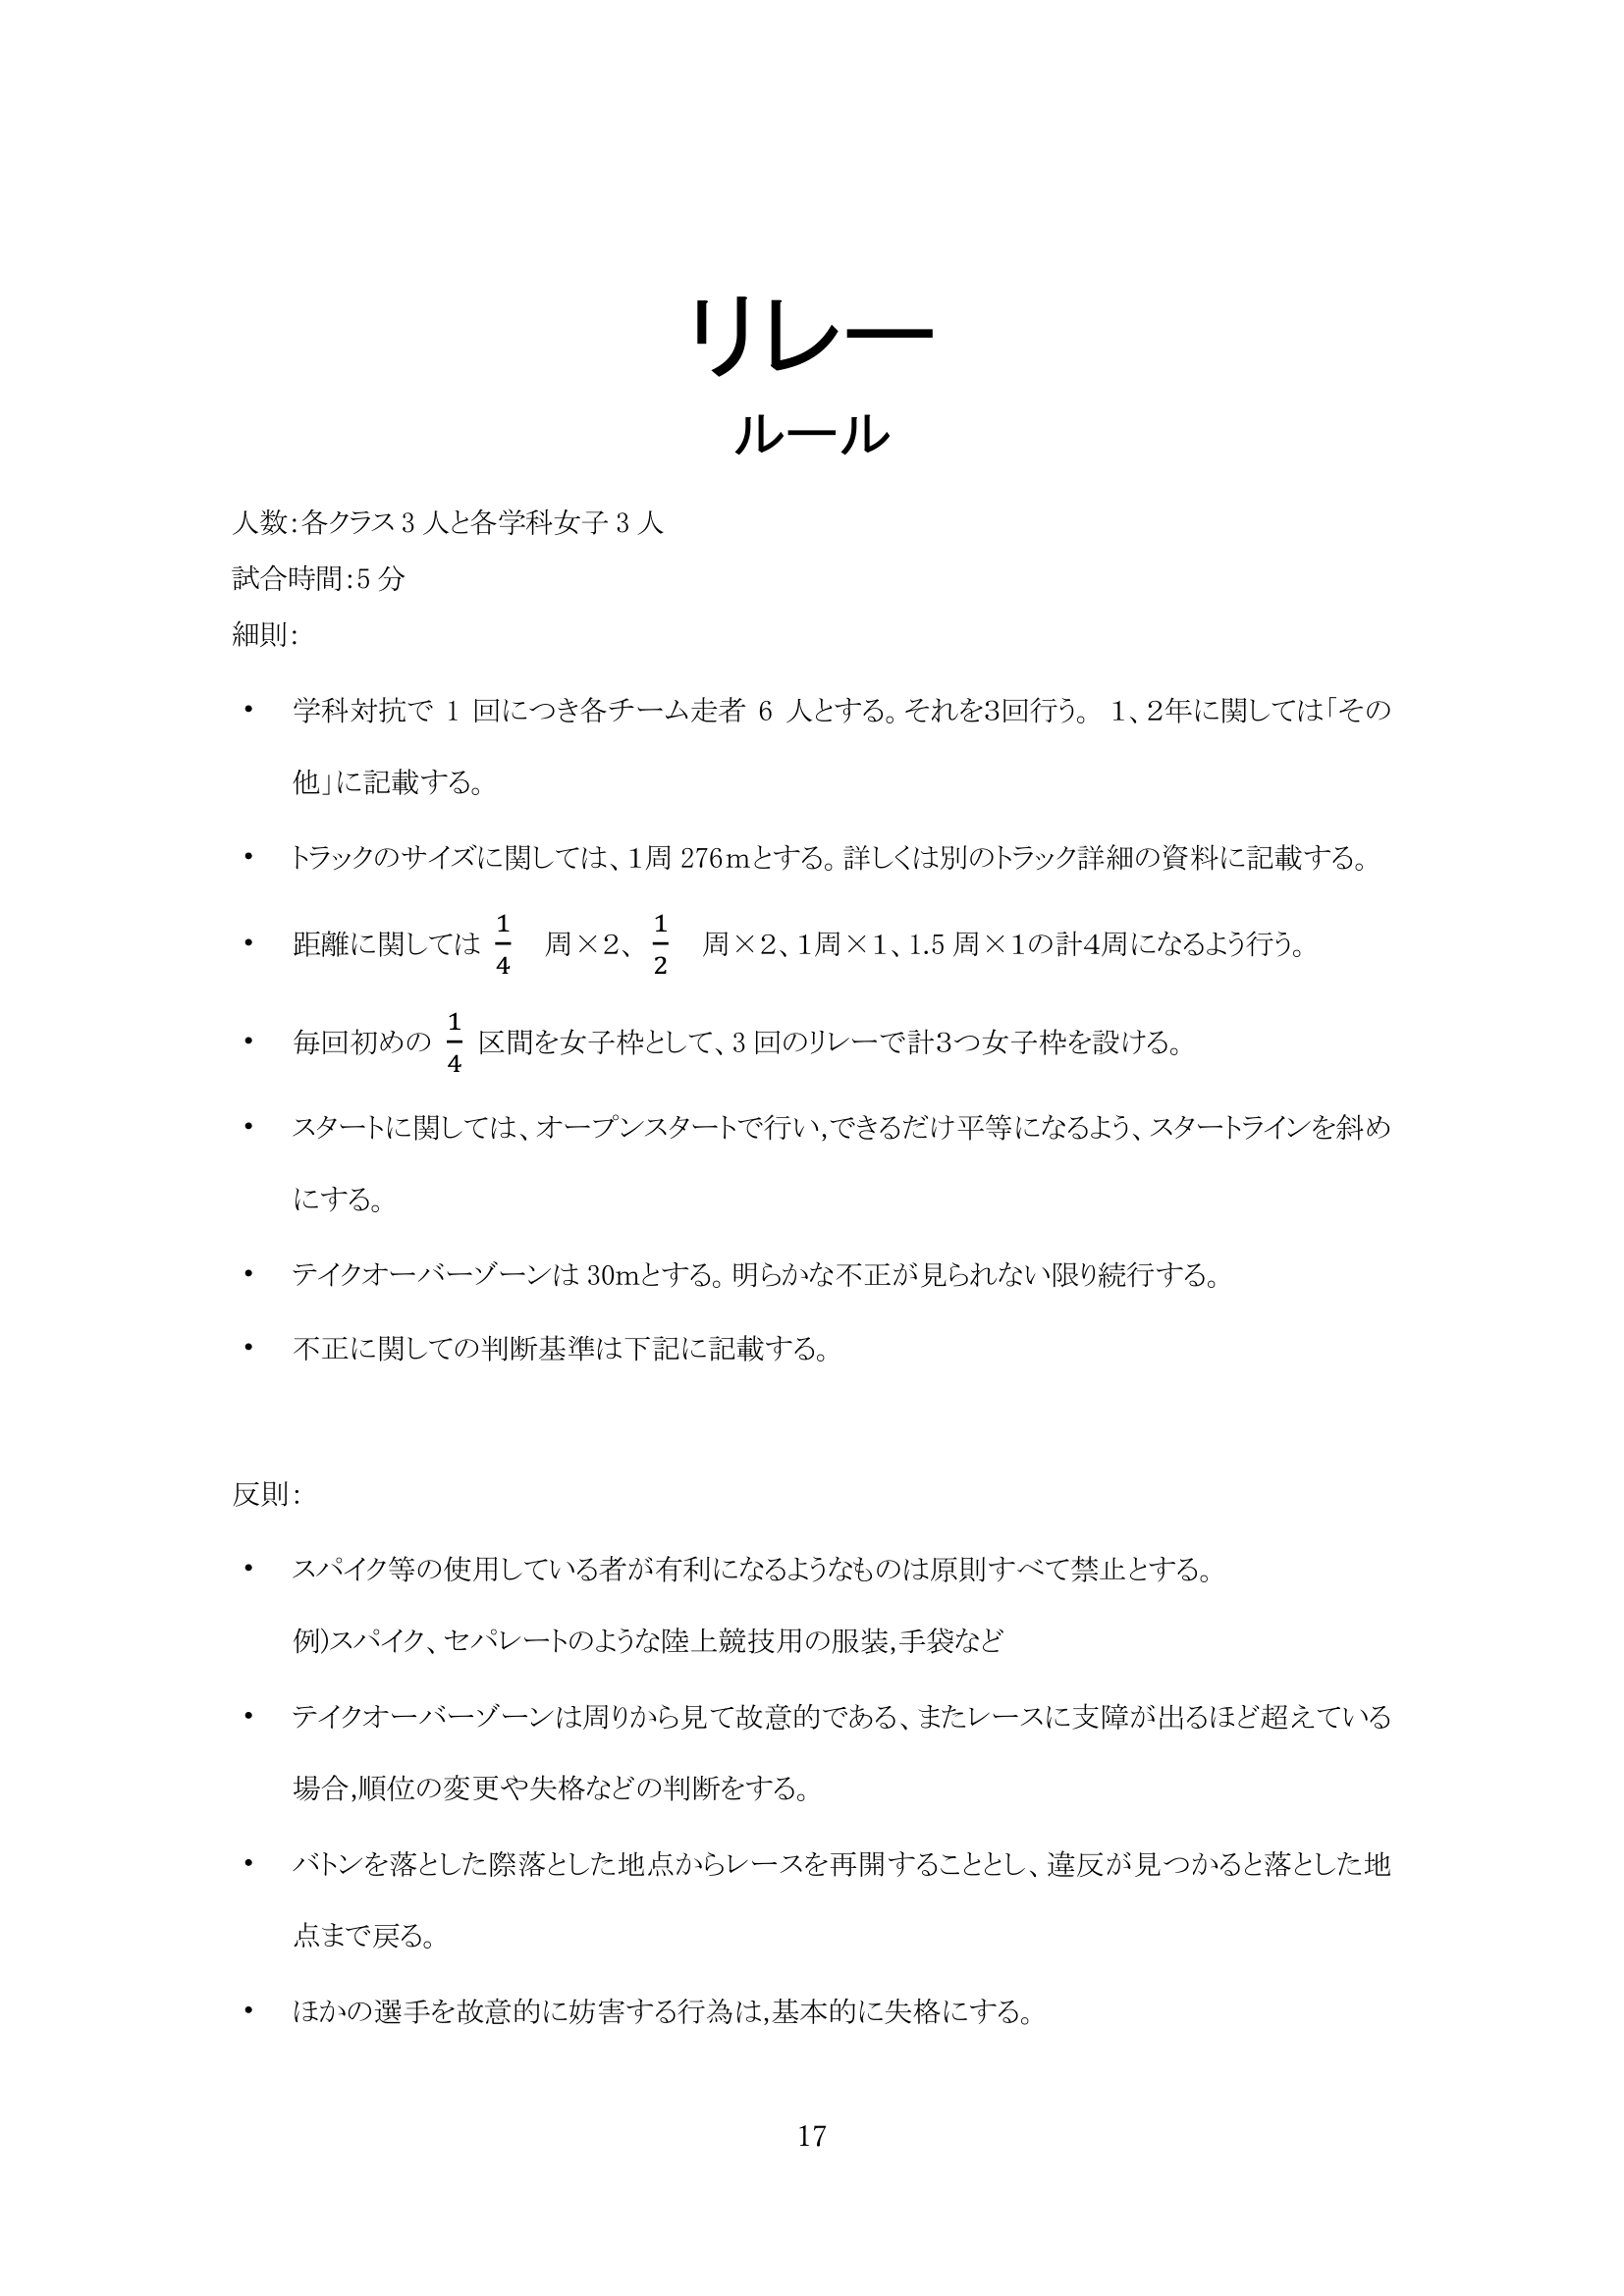 リレー
ルール
人数:各クラス 3 人と各学科女子 3 人
試合時間:5 分
細則:
・ 学科対抗で 1 回につき各チーム走者 6 人とする。それを3回行う。 1、2年に関しては「その
他」に記載する。
・ トラックのサイズに関しては、1周 276mとする。詳しくは別のトラック詳細の資料に記載する。
・ 距離に関しては 1/4 周×2、 1/2 周×2、1周×1、1.5 周×1の計4周になるよう行う。
・ 毎回初めの 1/4 区間を女子枠として、3 回のリレーで計3つ女子枠を設ける。
・ スタートに関しては、オープンスタートで行い,できるだけ平等になるよう、スタートラインを斜め
にする。
・ テイクオーバーゾーンは 30mとする。明らかな不正が見られない限り続行する。
・ 不正に関しての判断基準は下記に記載する。
反則:
・ スパイク等の使用している者が有利になるようなものは原則すべて禁止とする。
例)スパイク、セパレートのような陸上競技用の服装,手袋など
・ テイクオーバーゾーンは周りから見て故意的である、またレースに支障が出るほど超えている
場合,順位の変更や失格などの判断をする。
・ バトンを落とした際落とした地点からレースを再開することとし、違反が見つかると落とした地
点まで戻る。
・ ほかの選手を故意的に妨害する行為は,基本的に失格にする。
17